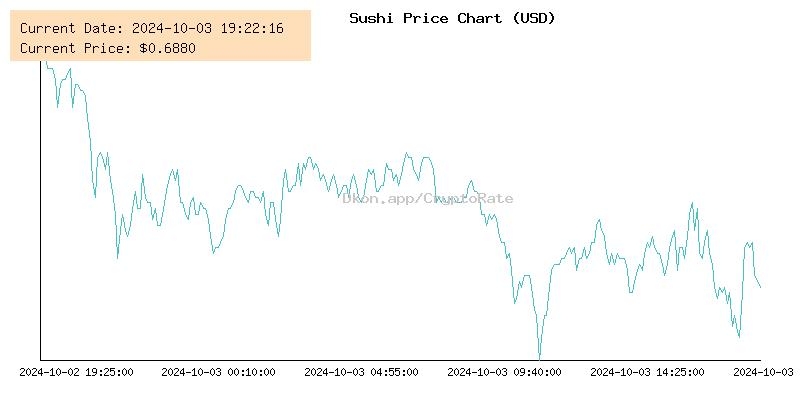 Sushi Price Chart (USD)
Current Date: 2024-10-03 19:22:16
Current Price: $0.6880
Dkon.app/CryptoRate
2024-10-02 19:25:00 2024-10-03 00:10:00 2024-10-03 04:55:00 2024-10-03 09:40:00 2024-10-03 14:25:00 2024-10-03